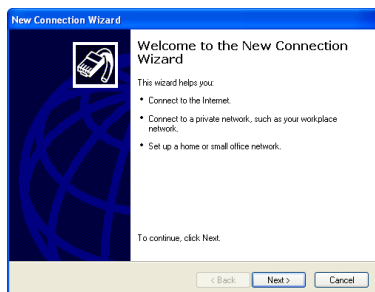 New Connection Wizard
Welcome to the New Connection
Wizard
This wizard helps you:
• Connect to the Internet.
• Connect to a private network, such as your workplace
network.
• Set up a home or small office network.
To continue, click Next.
< Back Next > Cancel